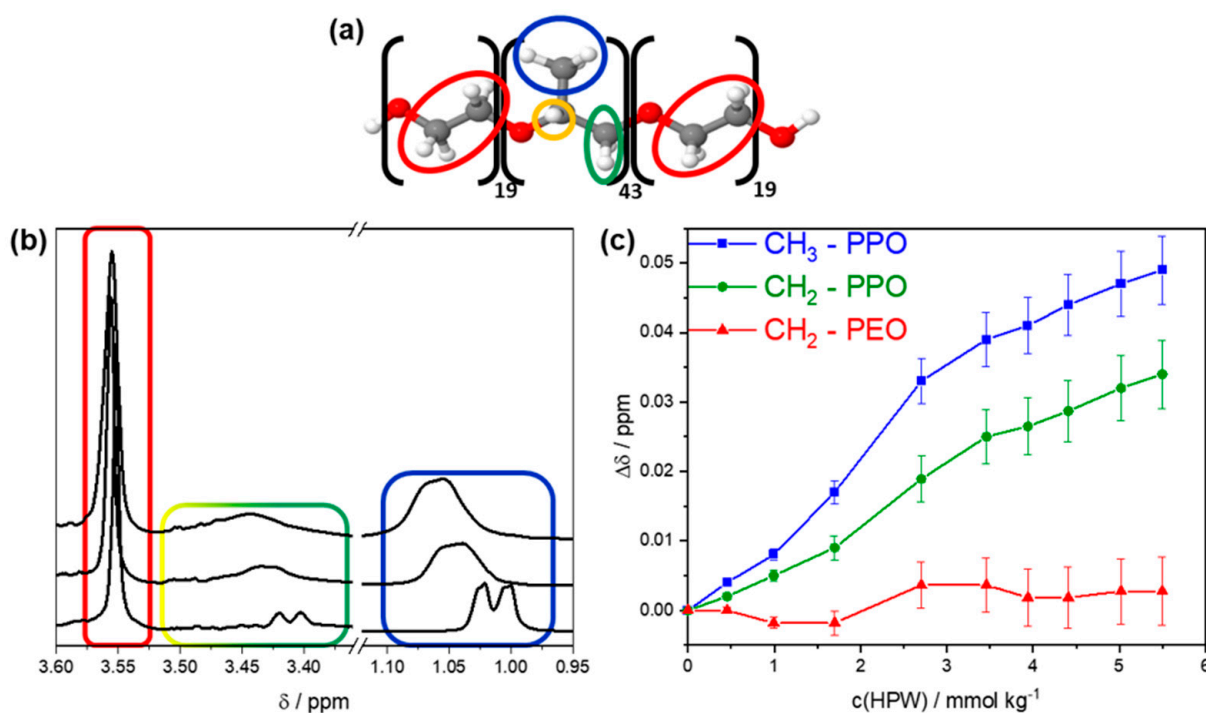 (a)
19 43 19
(b)
3.60 3.55 3.50 3.45 3.40 1.10 1.05 1.00 0.95
δ / ppm
(c)
CH₃ - PPO
CH₂ - PPO
CH₂ - PEO
0.05
0.04
0.03
0.02
0.01
0.00
Δδ / ppm
0 1 2 3 4 5 6
c(HPW) / mmol kg⁻¹